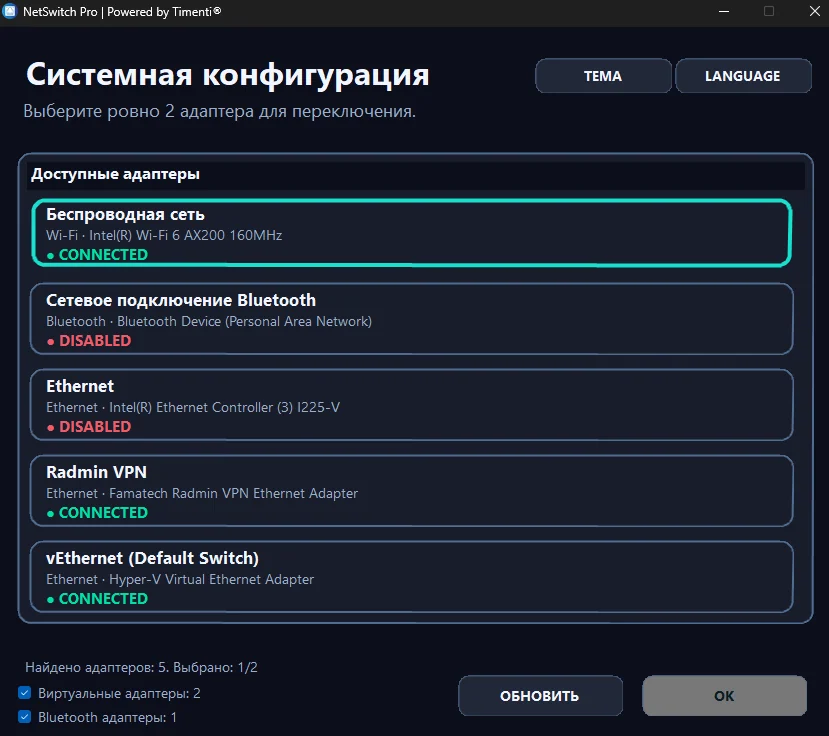 NetSwitch Pro | Powered by Timenti®
Системная конфигурация
ТЕМА
LANGUAGE
Выберите ровно 2 адаптера для переключения.
Доступные адаптеры
Беспроводная сеть
Wi-Fi · Intel(R) Wi-Fi 6 AX200 160MHz
● CONNECTED
Сетевое подключение Bluetooth
Bluetooth · Bluetooth Device (Personal Area Network)
● DISABLED
Ethernet
Ethernet · Intel(R) Ethernet Controller (3) I225-V
● DISABLED
Radmin VPN
Ethernet · Famatech Radmin VPN Ethernet Adapter
● CONNECTED
vEthernet (Default Switch)
Ethernet · Hyper-V Virtual Ethernet Adapter
● CONNECTED
Найдено адаптеров: 5. Выбрано: 1/2
Виртуальные адаптеры: 2
Bluetooth адаптеры: 1
ОБНОВИТЬ
ОК